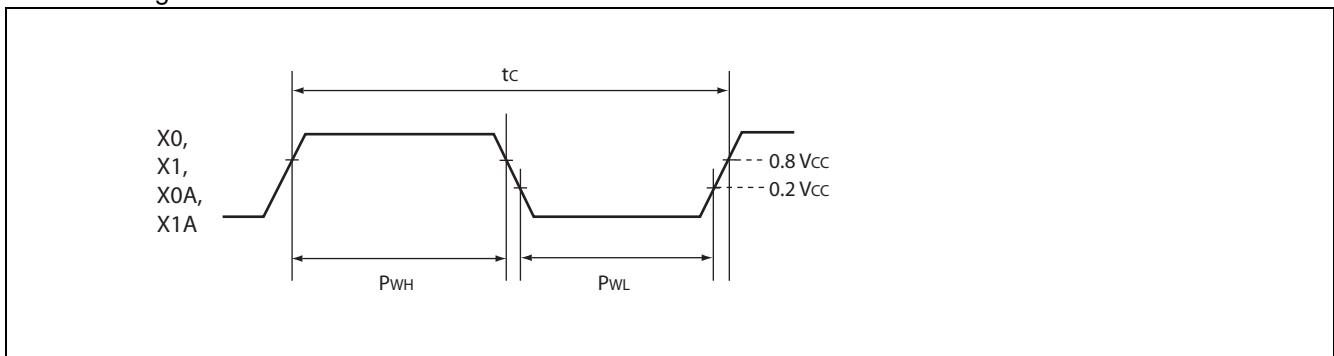 tC
X0,
X1,
X0A,
X1A
0.8 VCC
0.2 VCC
PWH
PWL